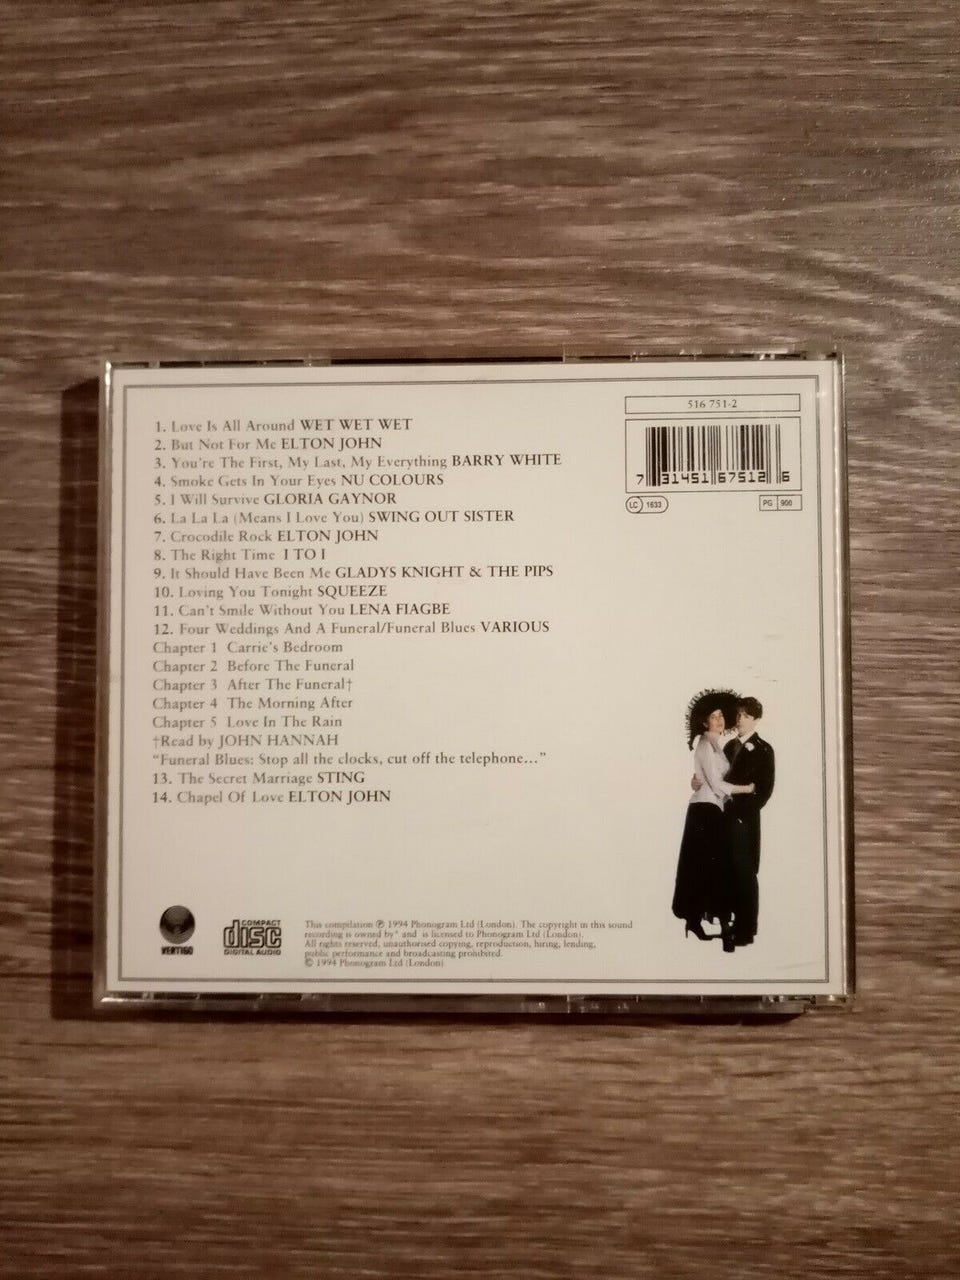 516 751-2
7 31451 67512 6
LC 1633
PG 900
1. Love Is All Around WET WET WET
2. But Not For Me ELTON JOHN
3. You're The First, My Last, My Everything BARRY WHITE
4. Smoke Gets In Your Eyes NU COLOURS
5. I Will Survive GLORIA GAYNOR
6. La La La (Means I Love You) SWING OUT SISTER
7. Crocodile Rock ELTON JOHN
8. The Right Time I TO I
9. It Should Have Been Me GLADYS KNIGHT & THE PIPS
10. Loving You Tonight SQUEEZE
11. Can't Smile Without You LENA FIAGBE
12. Four Weddings And A Funeral/Funeral Blues VARIOUS
Chapter 1 Carrie's Bedroom
Chapter 2 Before The Funeral
Chapter 3 After The Funeral†
Chapter 4 The Morning After
Chapter 5 Love In The Rain
†Read by JOHN HANNAH
"Funeral Blues: Stop all the clocks, cut off the telephone..."
13. The Secret Marriage STING
14. Chapel Of Love ELTON JOHN
VERTIGO
COMPACT
disc
DIGITAL AUDIO
This compilation ℗ 1994 Phonogram Ltd (London). The copyright in this sound
recording is owned by* and is licensed to Phonogram Ltd (London).
All rights reserved, unauthorised copying, reproduction, hiring, lending,
public performance and broadcasting prohibited.
© 1994 Phonogram Ltd (London)